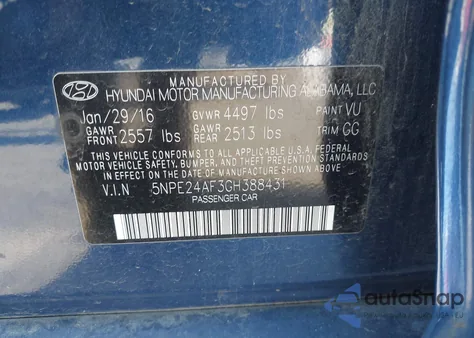 MANUFACTURED BY
HYUNDAI MOTOR MANUFACTURING ALABAMA, LLC
Jan/29/16 GVWR 4497 lbs PAINT VU
GAWR FRONT 2557 lbs GAWR REAR 2513 lbs TRIM GG
THIS VEHICLE CONFORMS TO ALL APPLICABLE U.S.A FEDERAL
MOTOR VEHICLE SAFETY, BUMPER, AND THEFT PREVENTION
STANDARDS IN EFFECT ON THE DATE OF MANUFACTURE SHOWN ABOVE.
V.I.N 5NPE24AF3GH388431
PASSENGER CAR
autoSnap